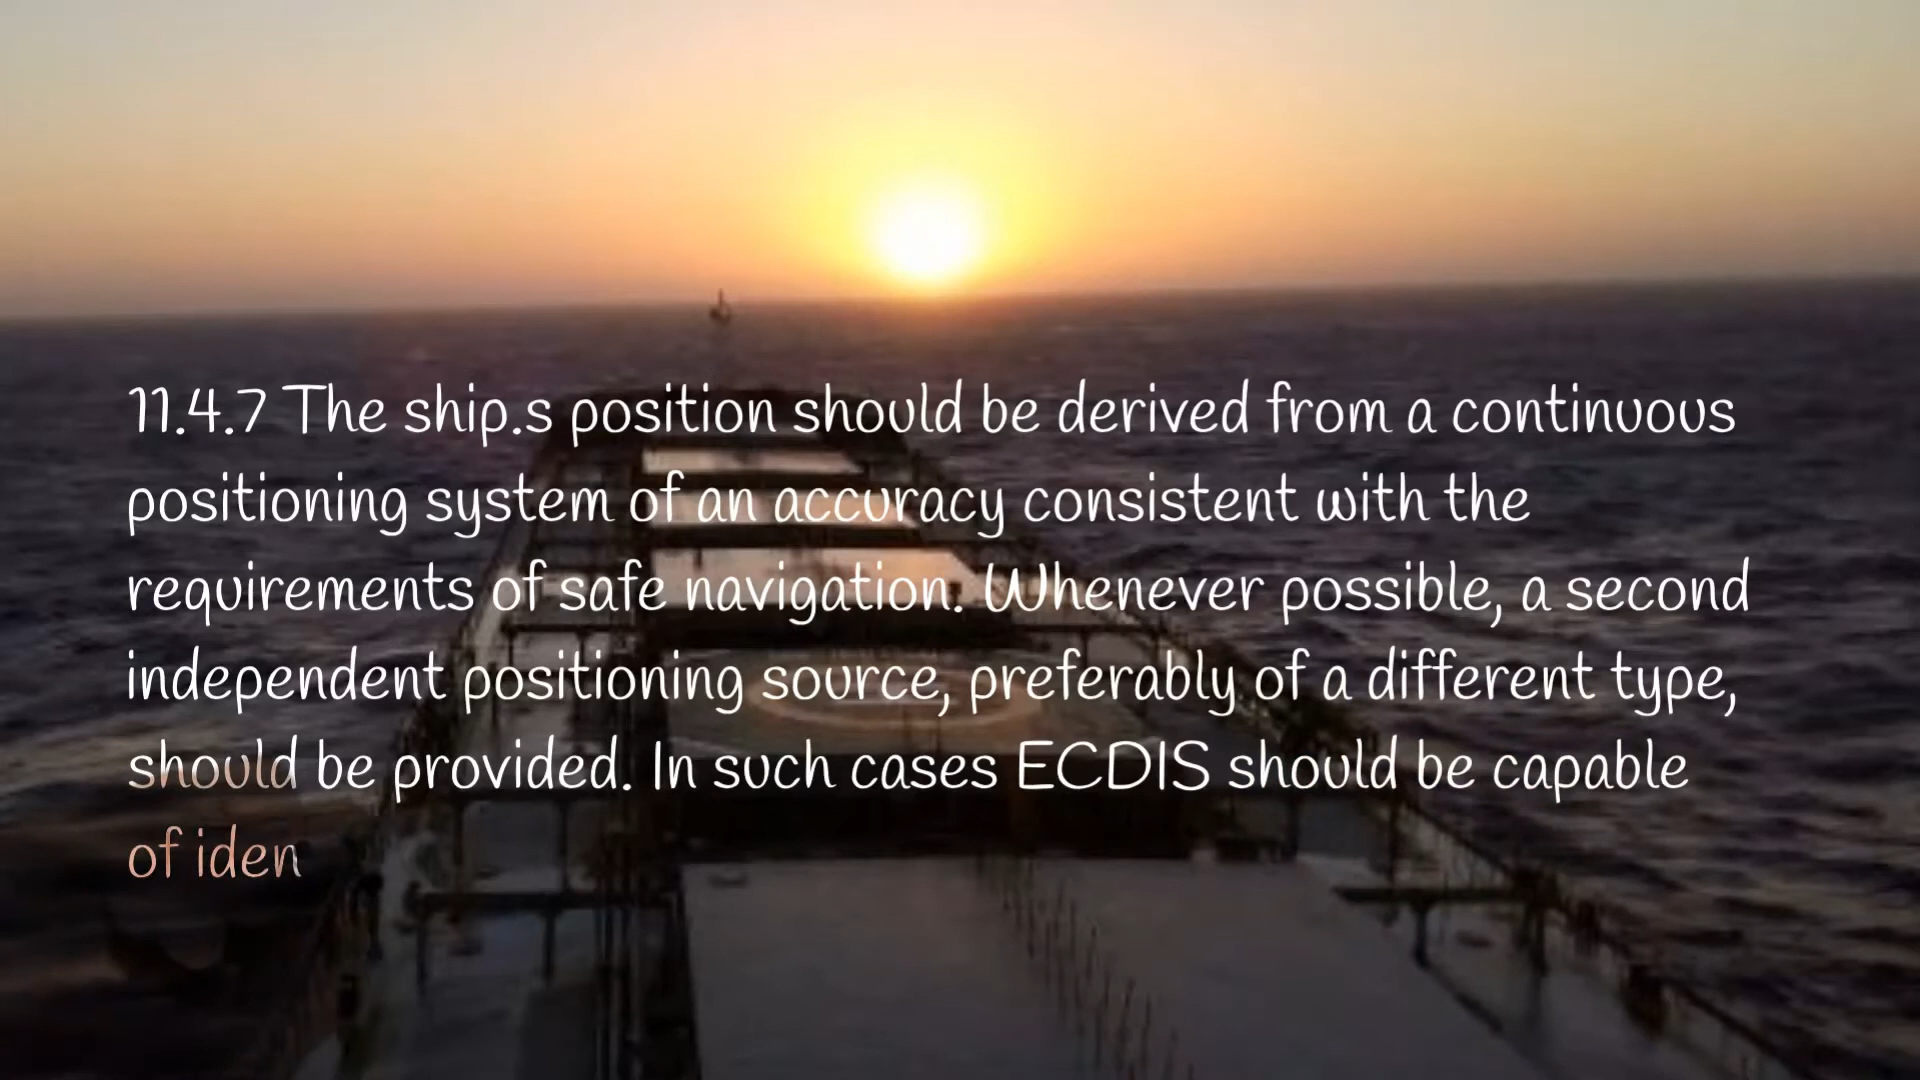 11.4.7 The ship.s position should be derived from a continuous
positioning system of an accuracy consistent with the
requirements of safe navigation. Whenever possible, a second
independent positioning source, preferably of a different type,
should be provided. In such cases ECDIS should be capable
of iden